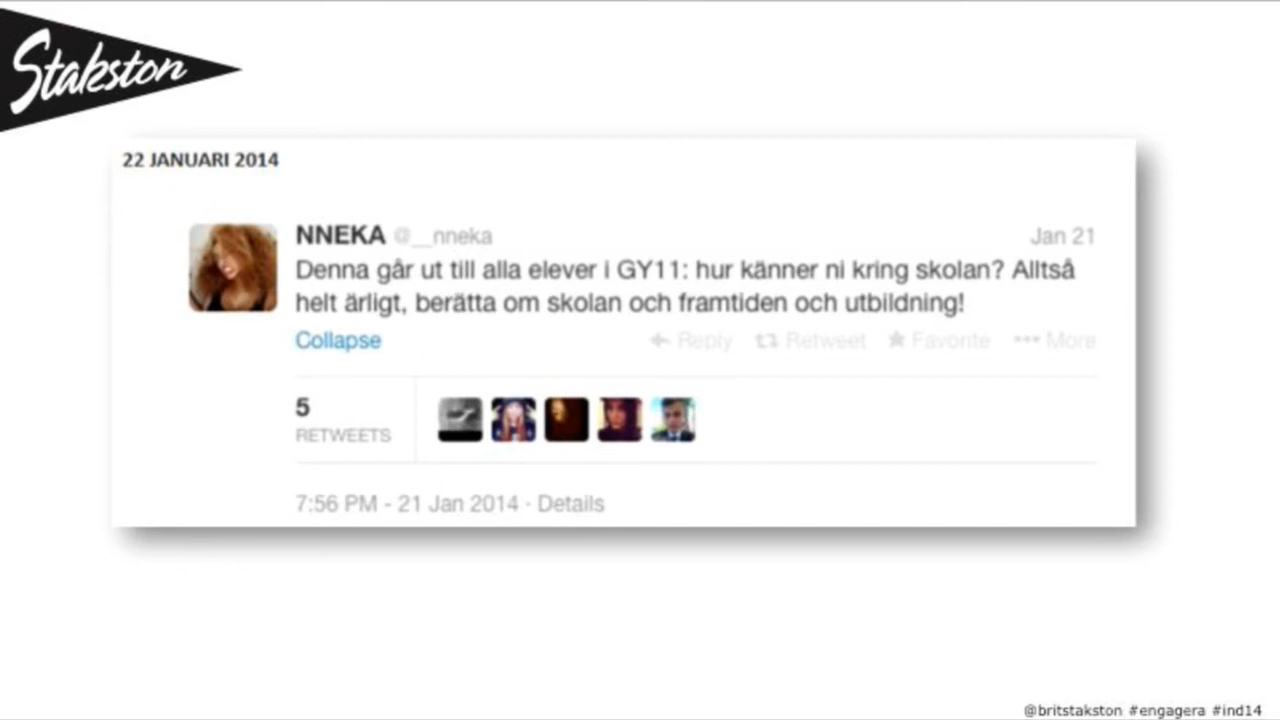 Stakston
22 JANUARI 2014
NNEKA @__nneka Jan 21
Denna går ut till alla elever i GY11: hur känner ni kring skolan? Alltså
helt ärligt, berätta om skolan och framtiden och utbildning!
Collapse Reply Retweet Favorite More
5
RETWEETS
7:56 PM - 21 Jan 2014 · Details
@britstakston #engagera #ind14